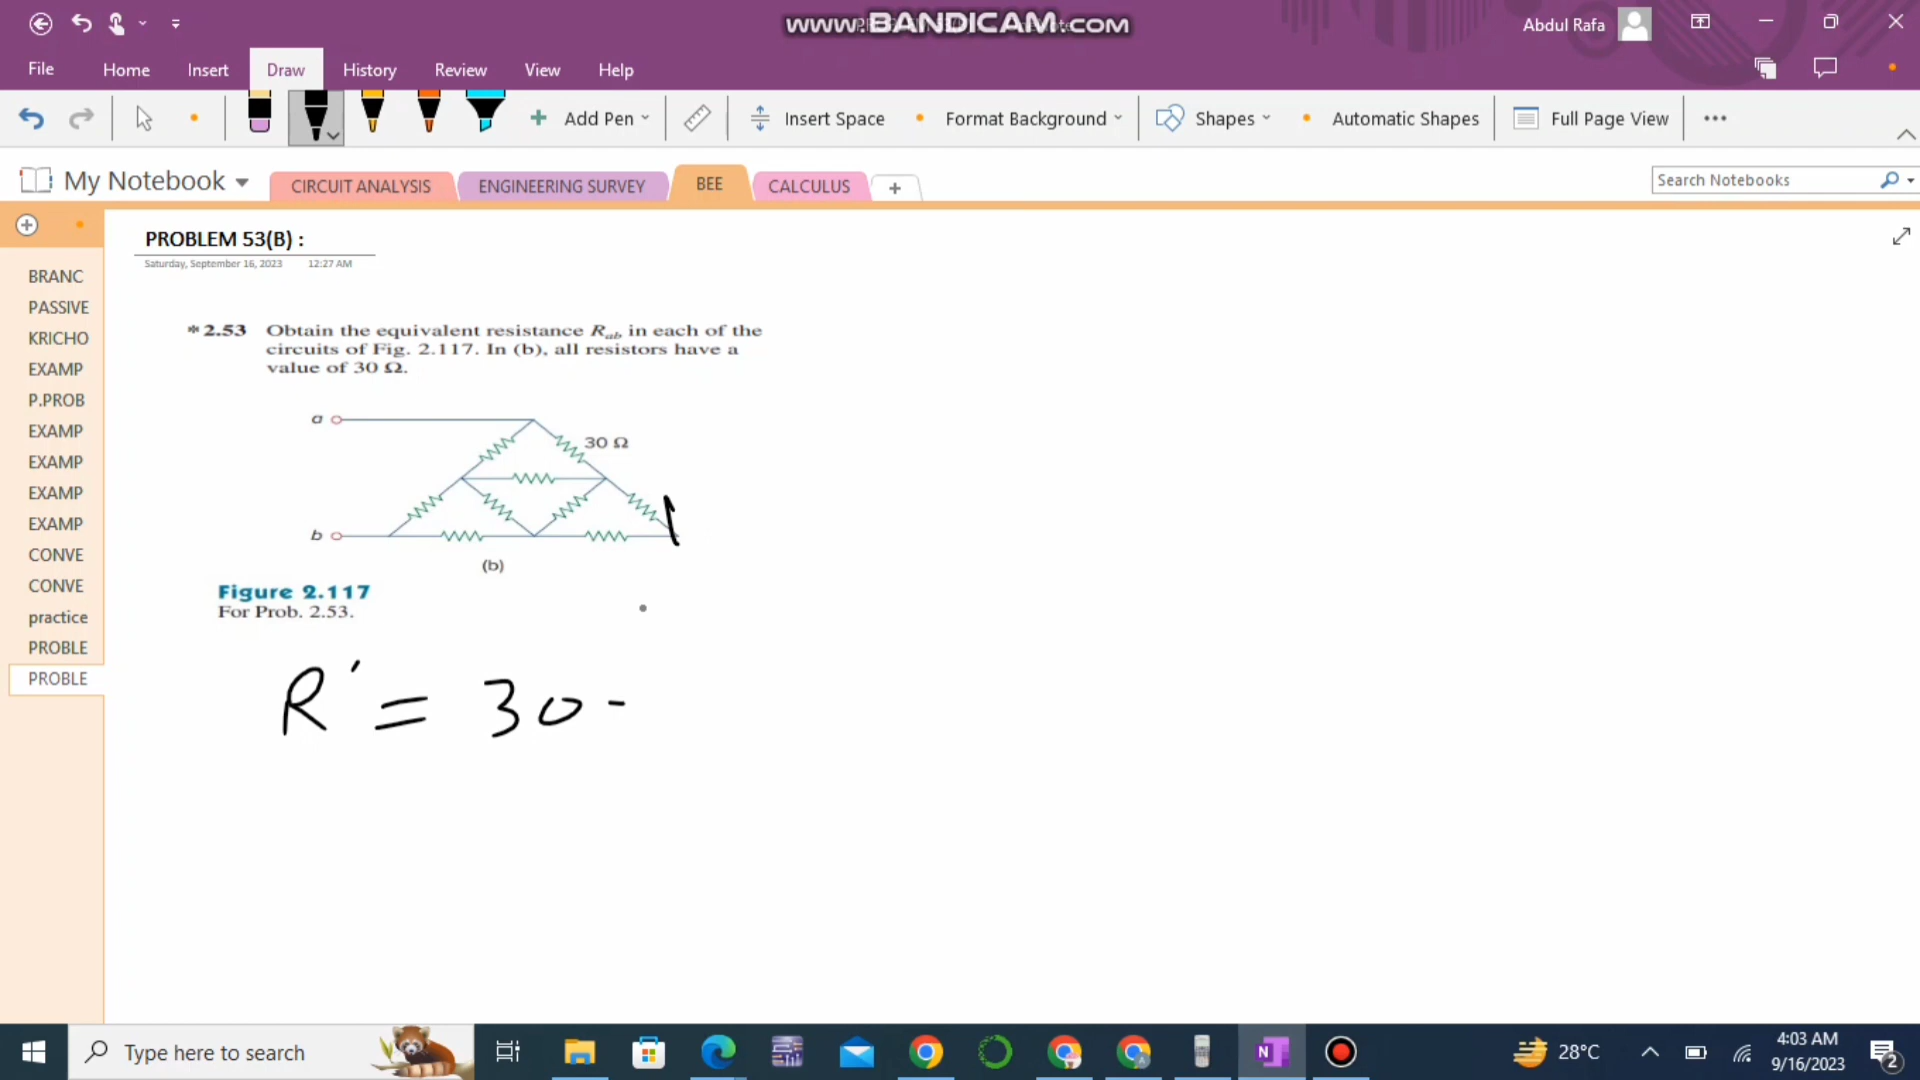 www.BANDICAM.com
Abdul Rafa
File Home Insert Draw History Review View Help
Add Pen Insert Space Format Background Shapes Automatic Shapes Full Page View
My Notebook CIRCUIT ANALYSIS ENGINEERING SURVEY BEE CALCULUS Search Notebooks
PROBLEM 53(B) :
Saturday, September 16, 2023 12:27 AM
BRANC
PASSIVE
KRICHO
EXAMP
P.PROB
EXAMP
EXAMP
EXAMP
EXAMP
CONVE
CONVE
practice
PROBLE
PROBLE
*2.53 Obtain the equivalent resistance Rab in each of the
circuits of Fig. 2.117. In (b), all resistors have a
value of 30 Ω.
a
30 Ω
b
(b)
Figure 2.117
For Prob. 2.53.
R' = 30 -
Type here to search
28°C
4:03 AM
9/16/2023
2